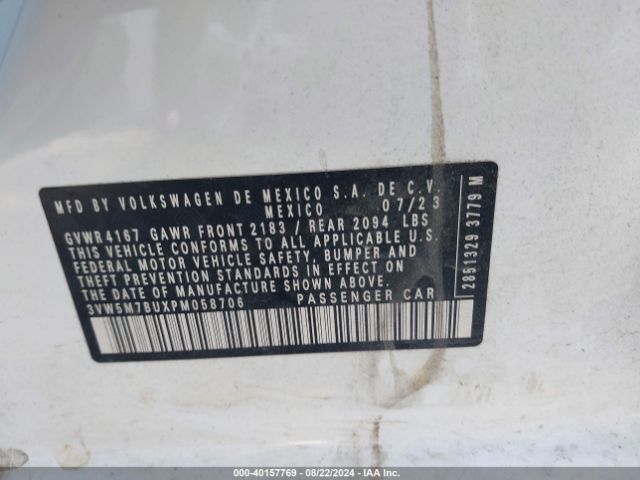 MFD BY VOLKSWAGEN DE MEXICO S.A. DE C.V.
MEXICO 07/23
GVWR 4167 GAWR FRONT 2183 / REAR 2094 LBS
THIS VEHICLE CONFORMS TO ALL APPLICABLE U.S.
FEDERAL MOTOR VEHICLE SAFETY, BUMPER AND
THEFT PREVENTION STANDARDS IN EFFECT ON
THE DATE OF MANUFACTURE SHOWN ABOVE.
3VW5M7BUXPM058706 PASSENGER CAR
2851329 3779 M
000-40157769 - 08/22/2024 - IAA Inc.